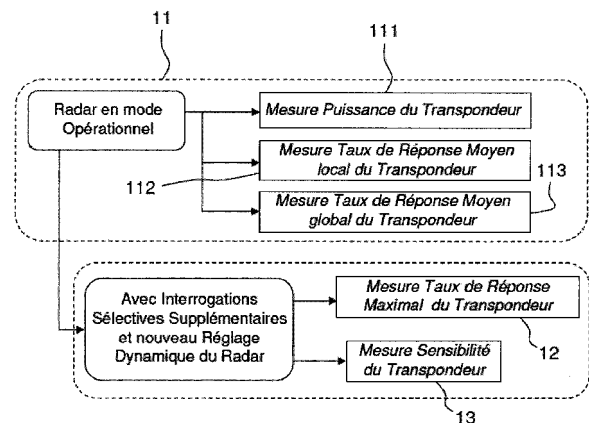 11
111
Radar en mode
Opérationnel
Mesure Puissance du Transpondeur
Mesure Taux de Réponse Moyen
local du Transpondeur
112
113
Mesure Taux de Réponse Moyen
global du Transpondeur
Avec Interrogations
Sélectives Supplémentaires
et nouveau Réglage
Dynamique du Radar
Mesure Taux de Réponse
Maximal du Transpondeur
12
Mesure Sensibilité
du Transpondeur
13